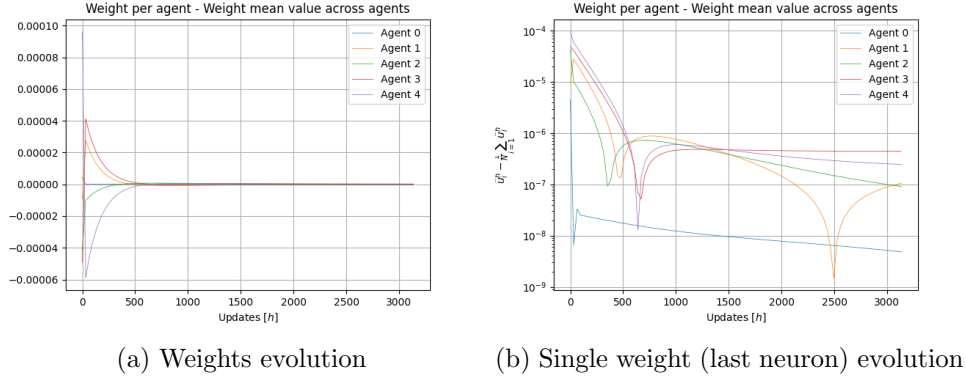 Weight per agent - Weight mean value across agents
0.00010
0.00008
0.00006
0.00004
0.00002
0.00000
−0.00002
−0.00004
−0.00006
0
500
1000
1500
2000
2500
3000
Updates [h]
Agent 0
Agent 1
Agent 2
Agent 3
Agent 4
(a) Weights evolution
Weight per agent - Weight mean value across agents
10⁻⁴
10⁻⁵
10⁻⁶
10⁻⁷
10⁻⁸
10⁻⁹
0
500
1000
1500
2000
2500
3000
Updates [h]
Agent 0
Agent 1
Agent 2
Agent 3
Agent 4
(b) Single weight (last neuron) evolution